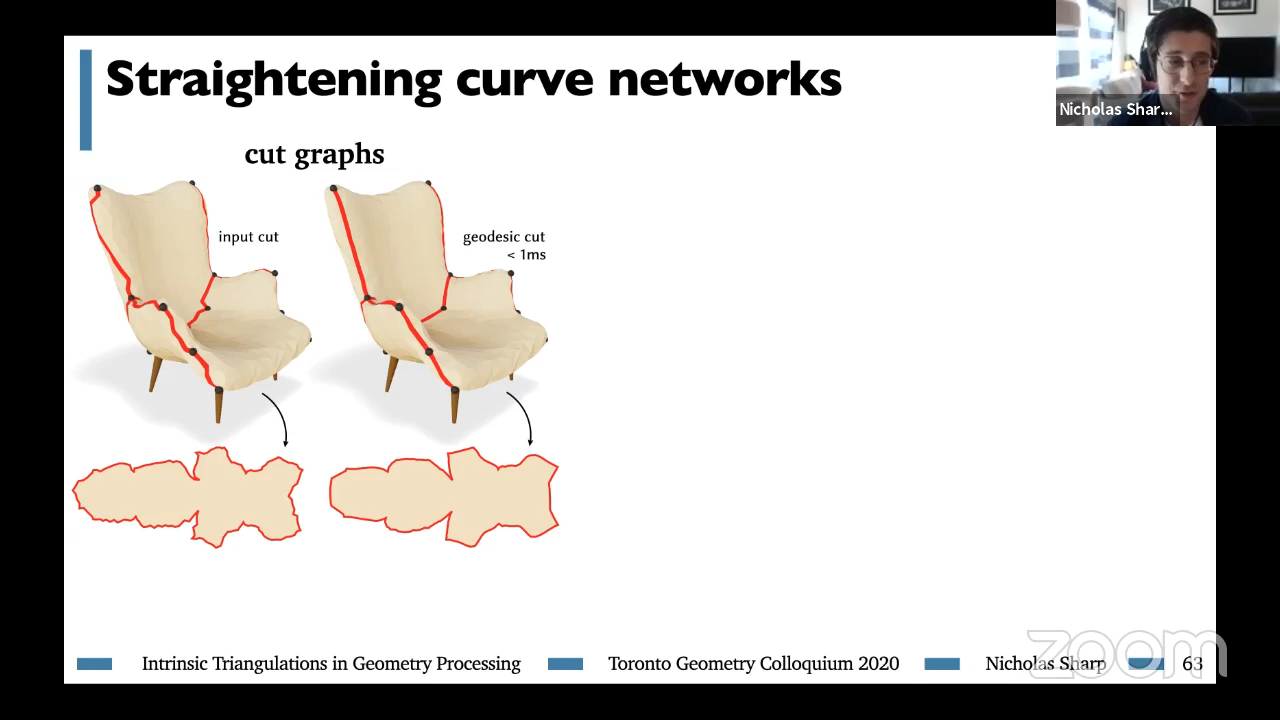 Straightening curve networks
Nicholas Shar...
cut graphs
input cut
geodesic cut
< 1ms
Intrinsic Triangulations in Geometry Processing
Toronto Geometry Colloquium 2020
Nicholas Sharp
63
zoom